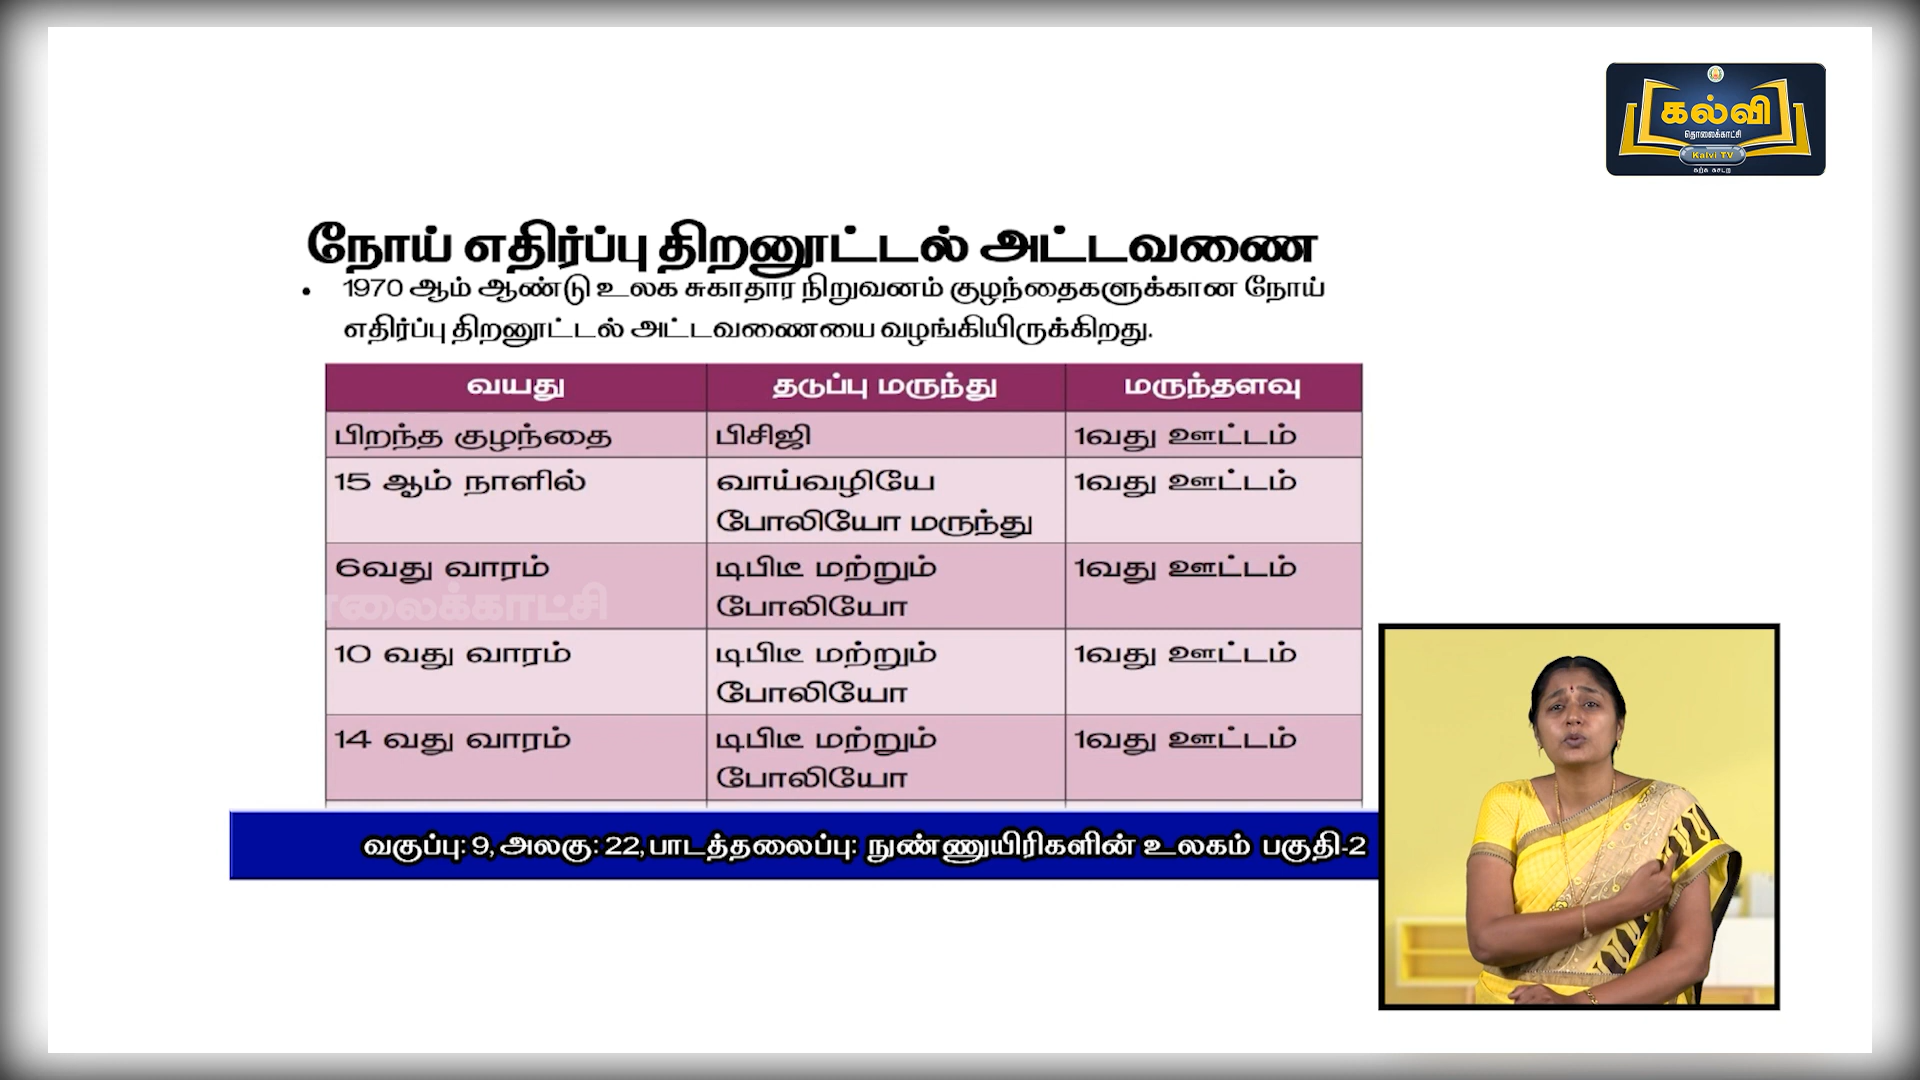 கல்வி
தொலைக்காட்சி
Kalvi TV
கற்க கசடற
நோய் எதிர்ப்பு திறனூட்டல் அட்டவணை
• 1970 ஆம் ஆண்டு உலக சுகாதார நிறுவனம் குழந்தைகளுக்கான நோய்
எதிர்ப்பு திறனூட்டல் அட்டவணையை வழங்கியிருக்கிறது.
வயது தடுப்பு மருந்து மருந்தளவு
பிறந்த குழந்தை பிசிஜி 1வது ஊட்டம்
15 ஆம் நாளில் வாய்வழியே 1வது ஊட்டம்
போலியோ மருந்து
6வது வாரம் டிபிடீ மற்றும் 1வது ஊட்டம்
போலியோ
10 வது வாரம் டிபிடீ மற்றும் 1வது ஊட்டம்
போலியோ
14 வது வாரம் டிபிடீ மற்றும் 1வது ஊட்டம்
போலியோ
வகுப்பு: 9, அலகு: 22, பாடத்தலைப்பு: நுண்ணுயிரிகளின் உலகம் பகுதி-2